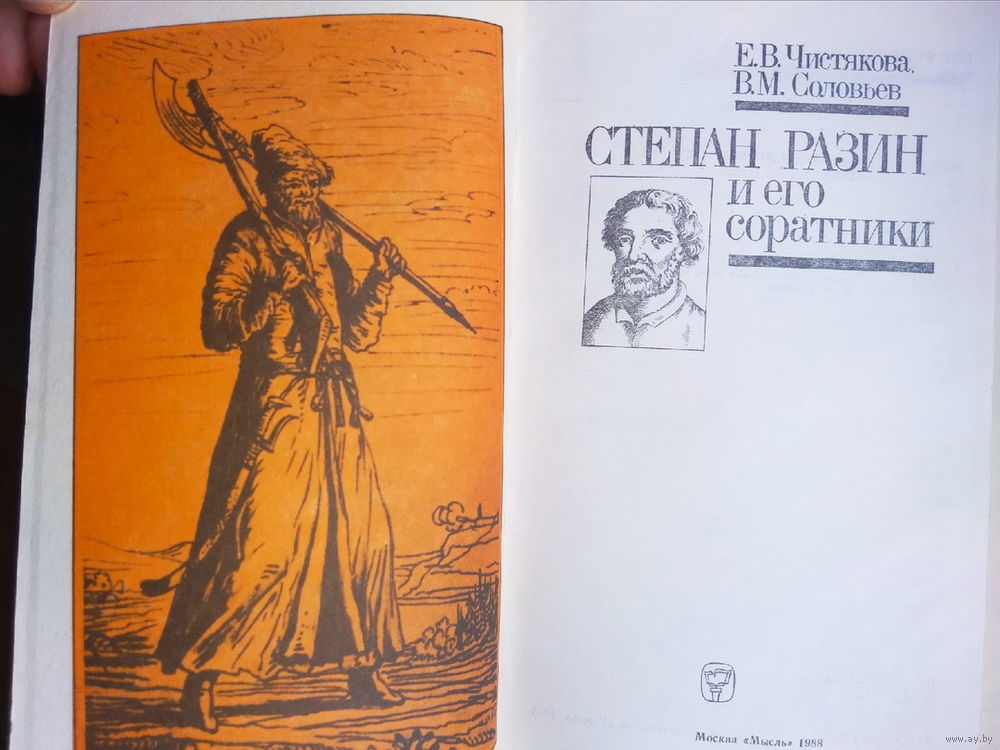 Е.В. Чистякова,
В.М. Соловьев
СТЕПАН РАЗИН
и его
соратники
Москва «Мысль» 1988
www.ay.by